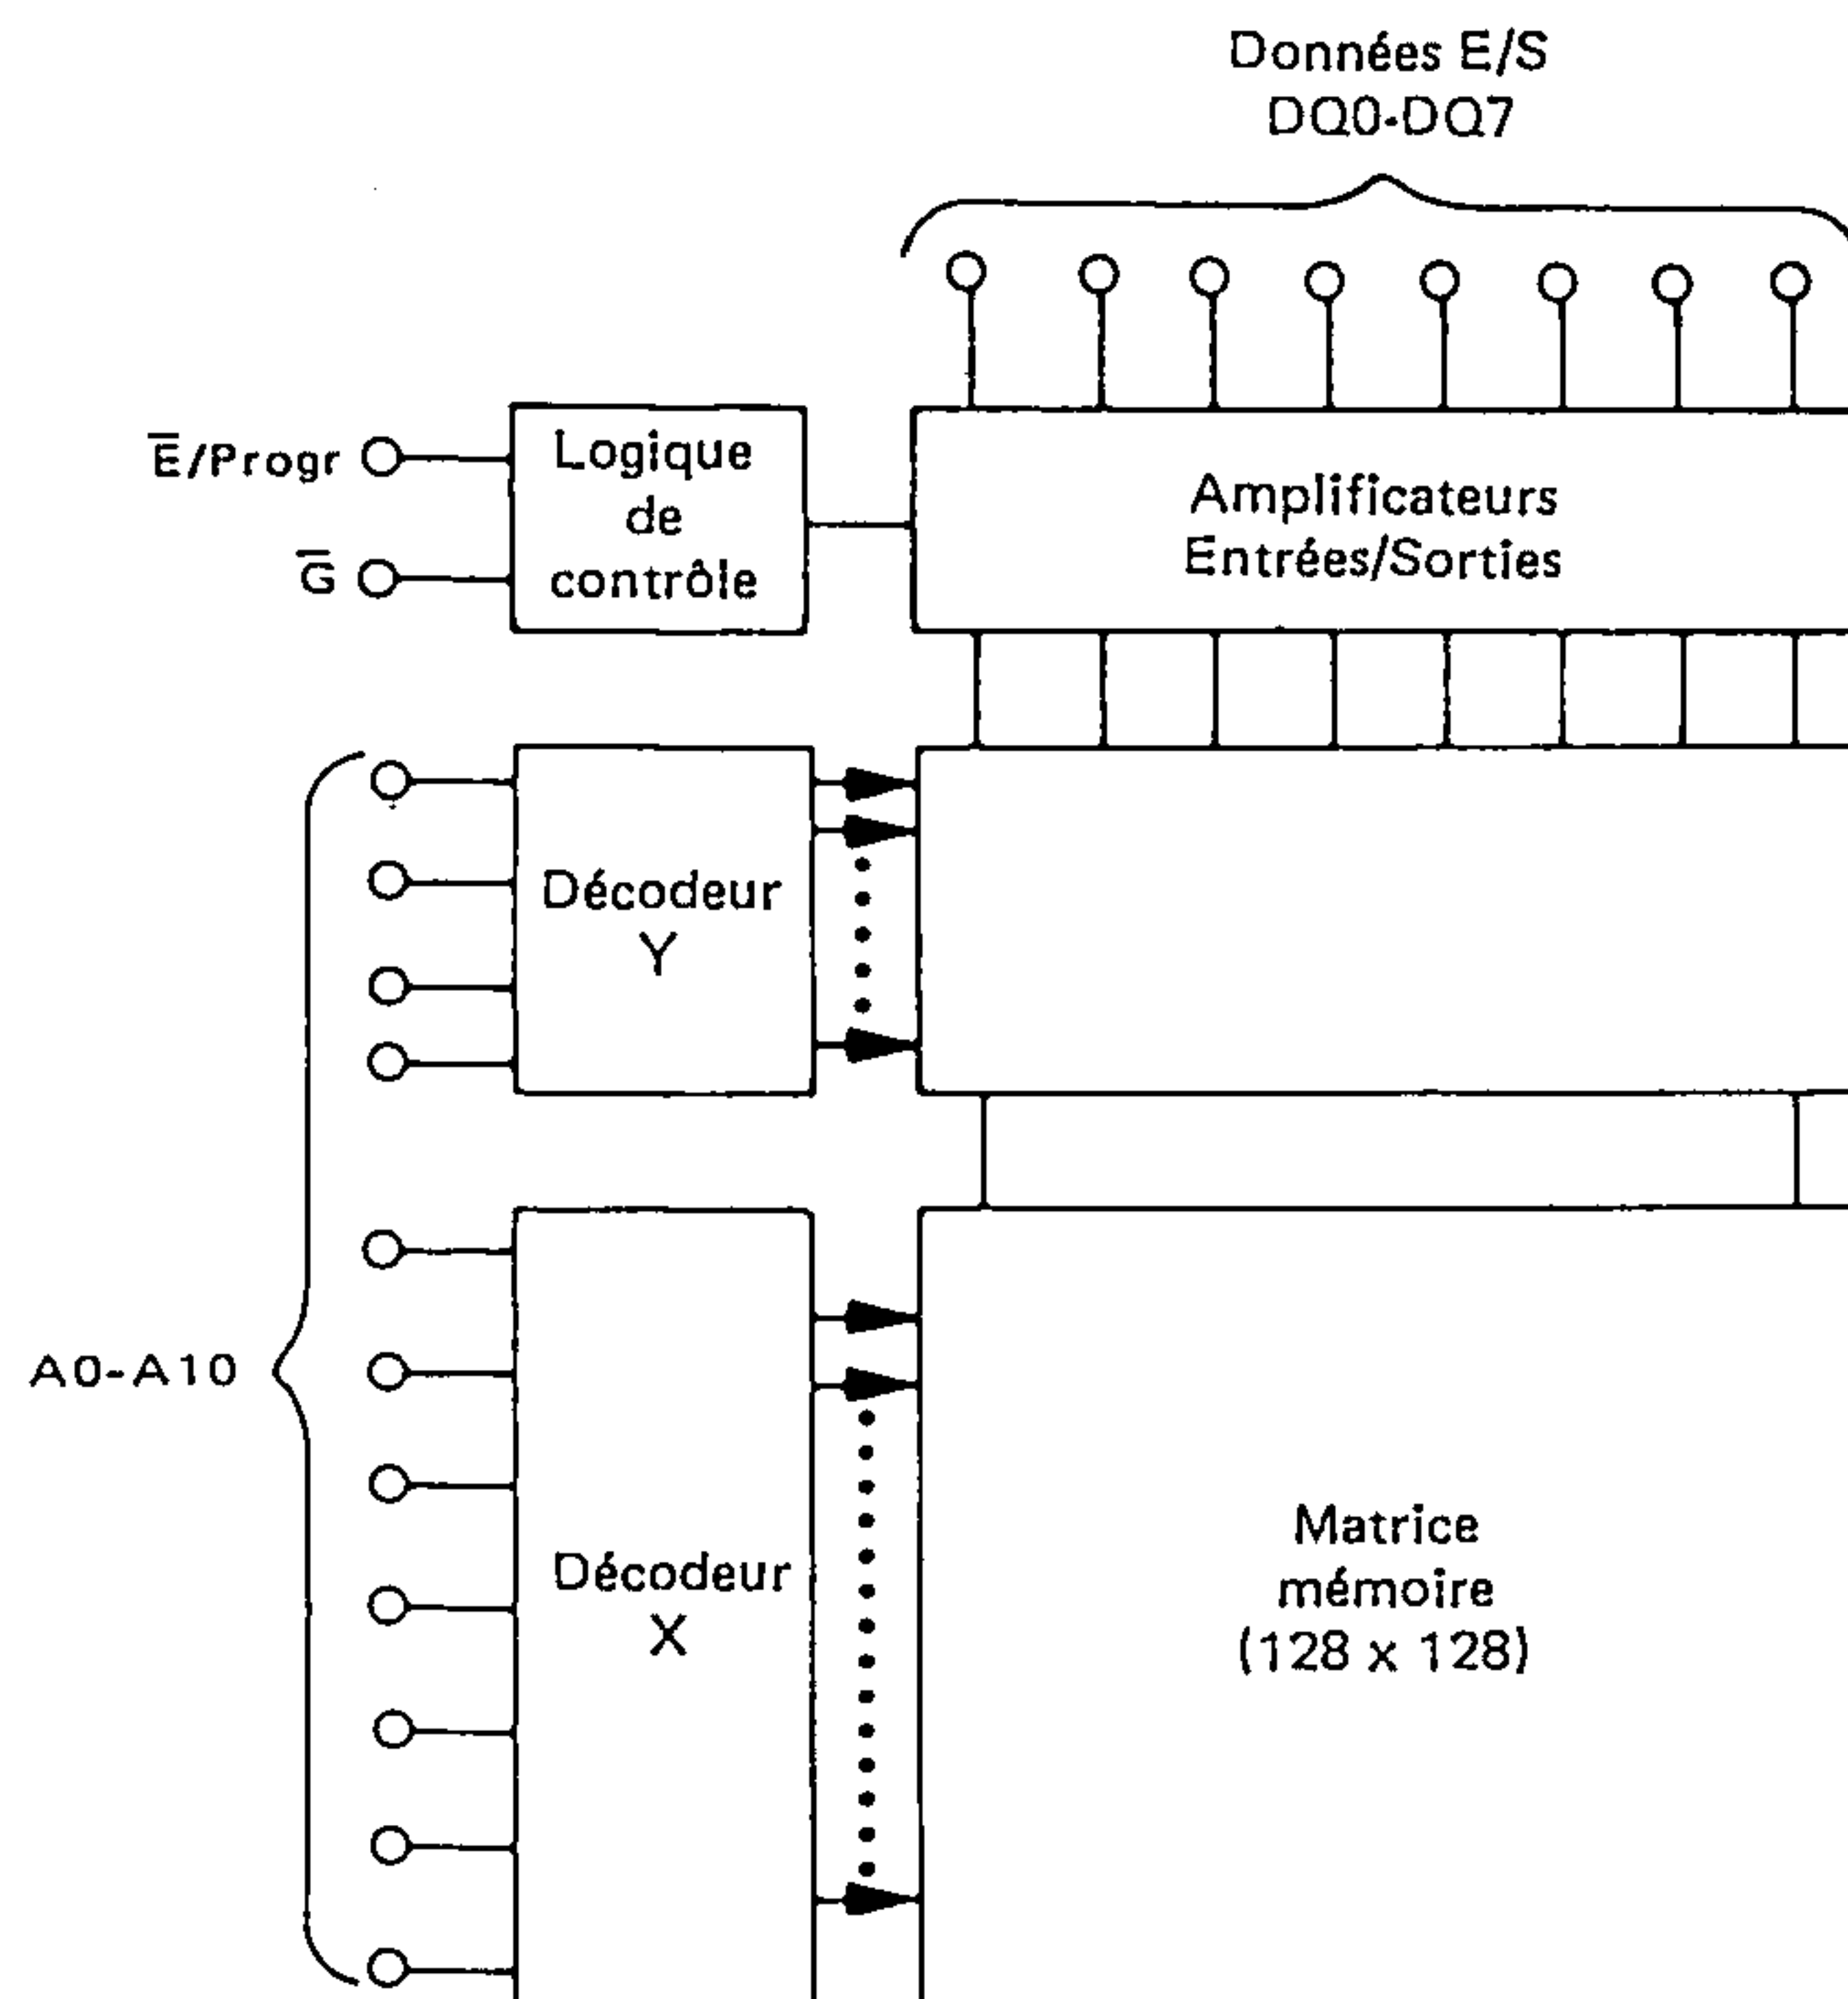 Données E/S
DQ0-DQ7
E̅/Progr
G̅
Logique
de
contrôle
Amplificateurs
Entrées/Sorties
Décodeur
Y
A0-A10
Décodeur
X
Matrice
mémoire
(128 x 128)